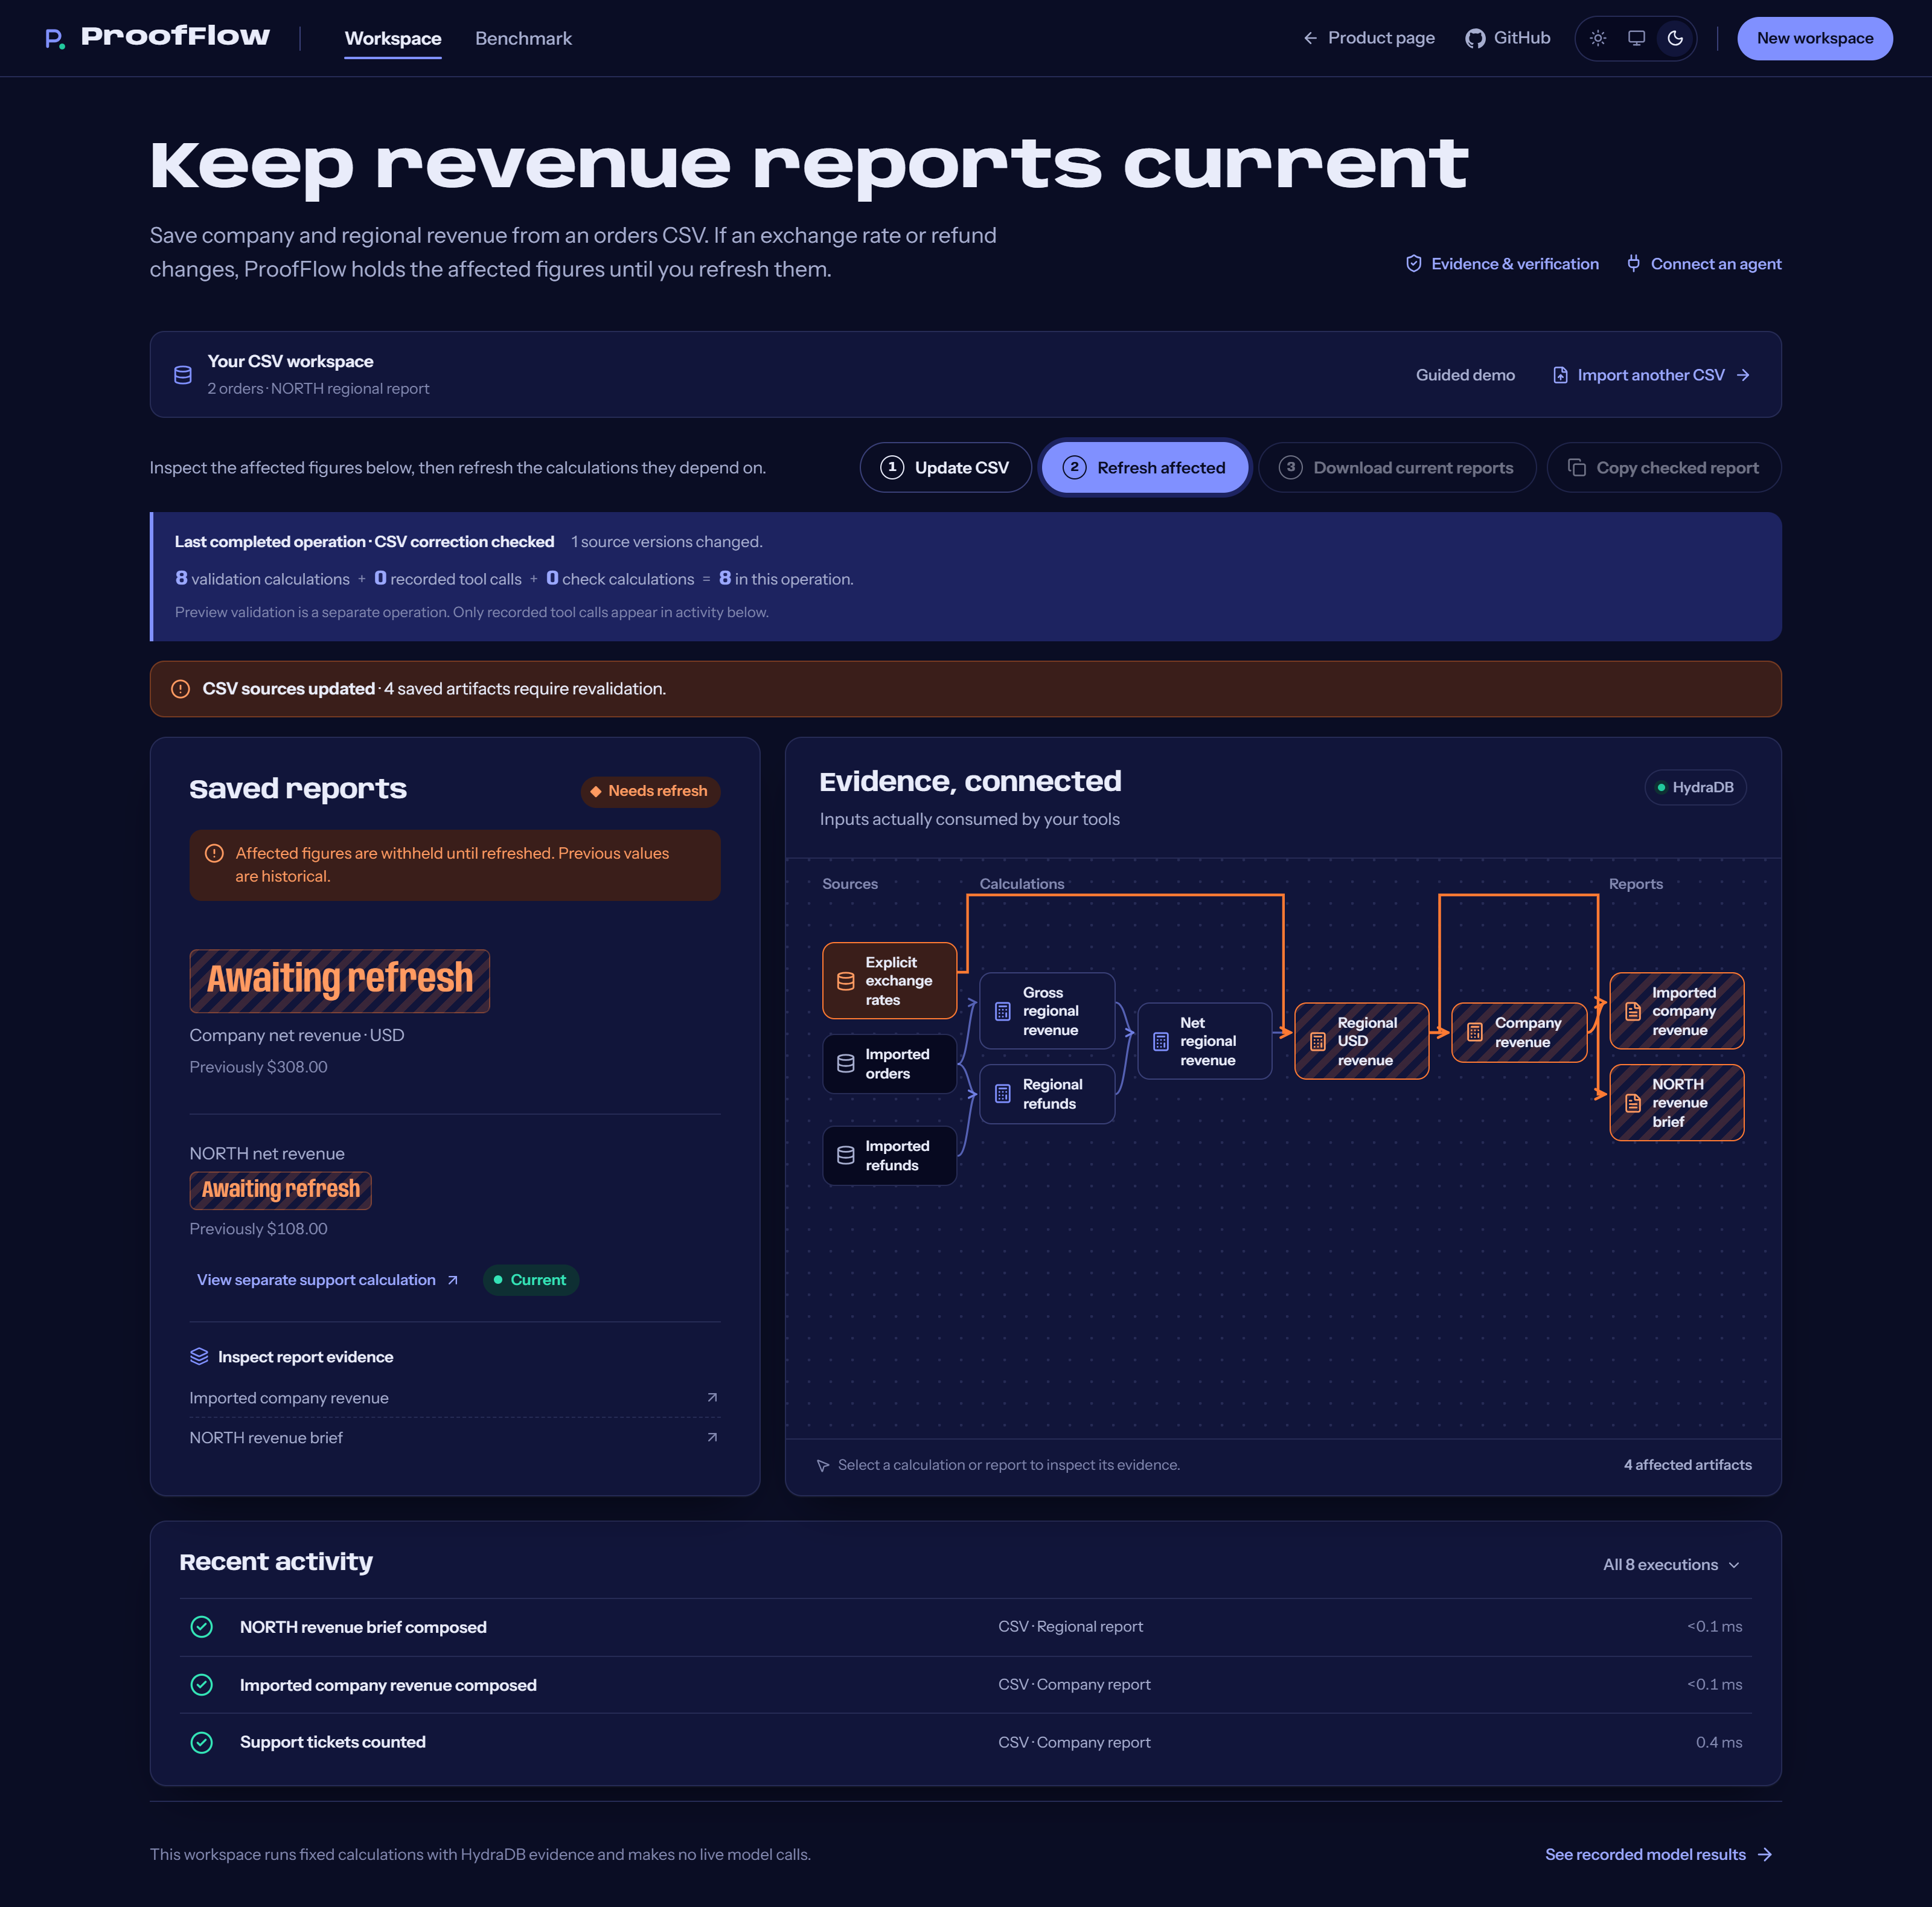 P. ProofFlow
Workspace
Benchmark
Product page
GitHub
New workspace
Keep revenue reports current
Save company and regional revenue from an orders CSV. If an exchange rate or refund
changes, ProofFlow holds the affected figures until you refresh them.
Evidence & verification
Connect an agent
Your CSV workspace
2 orders · NORTH regional report
Guided demo
Import another CSV
Inspect the affected figures below, then refresh the calculations they depend on.
1 Update CSV
2 Refresh affected
3 Download current reports
Copy checked report
Last completed operation · CSV correction checked 1 source versions changed.
8 validation calculations + 0 recorded tool calls + 0 check calculations = 8 in this operation.
Preview validation is a separate operation. Only recorded tool calls appear in activity below.
CSV sources updated · 4 saved artifacts require revalidation.
Saved reports
Needs refresh
Affected figures are withheld until refreshed. Previous values
are historical.
Awaiting refresh
Company net revenue · USD
Previously $308.00
NORTH net revenue
Awaiting refresh
Previously $108.00
View separate support calculation
Current
Inspect report evidence
Imported company revenue
NORTH revenue brief
Evidence, connected
HydraDB
Inputs actually consumed by your tools
Sources
Calculations
Reports
Explicit
exchange
rates
Imported
orders
Imported
refunds
Gross
regional
revenue
Regional
refunds
Net
regional
revenue
Regional
USD
revenue
Company
revenue
Imported
company
revenue
NORTH
revenue
brief
Select a calculation or report to inspect its evidence.
4 affected artifacts
Recent activity
All 8 executions
NORTH revenue brief composed
CSV · Regional report
<0.1 ms
Imported company revenue composed
CSV · Company report
<0.1 ms
Support tickets counted
CSV · Company report
0.4 ms
This workspace runs fixed calculations with HydraDB evidence and makes no live model calls.
See recorded model results